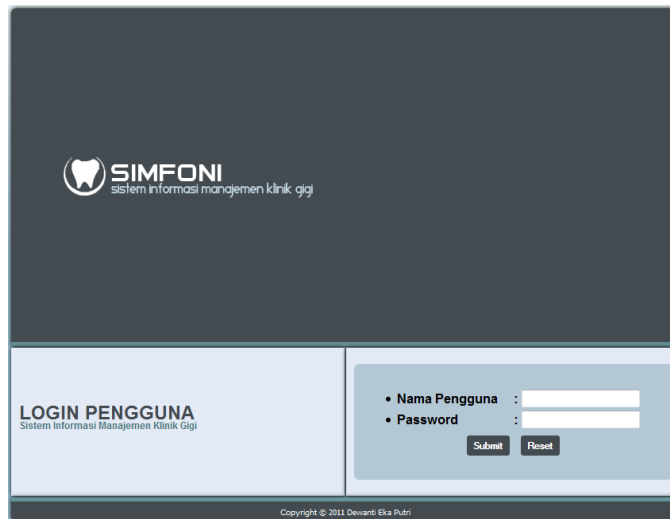 SIMFONI
sistem informasi manajemen klinik gigi
LOGIN PENGGUNA
Sistem Informasi Manajemen Klinik Gigi
• Nama Pengguna :
• Password :
Submit Reset
Copyright © 2011 Dewanti Eka Putri